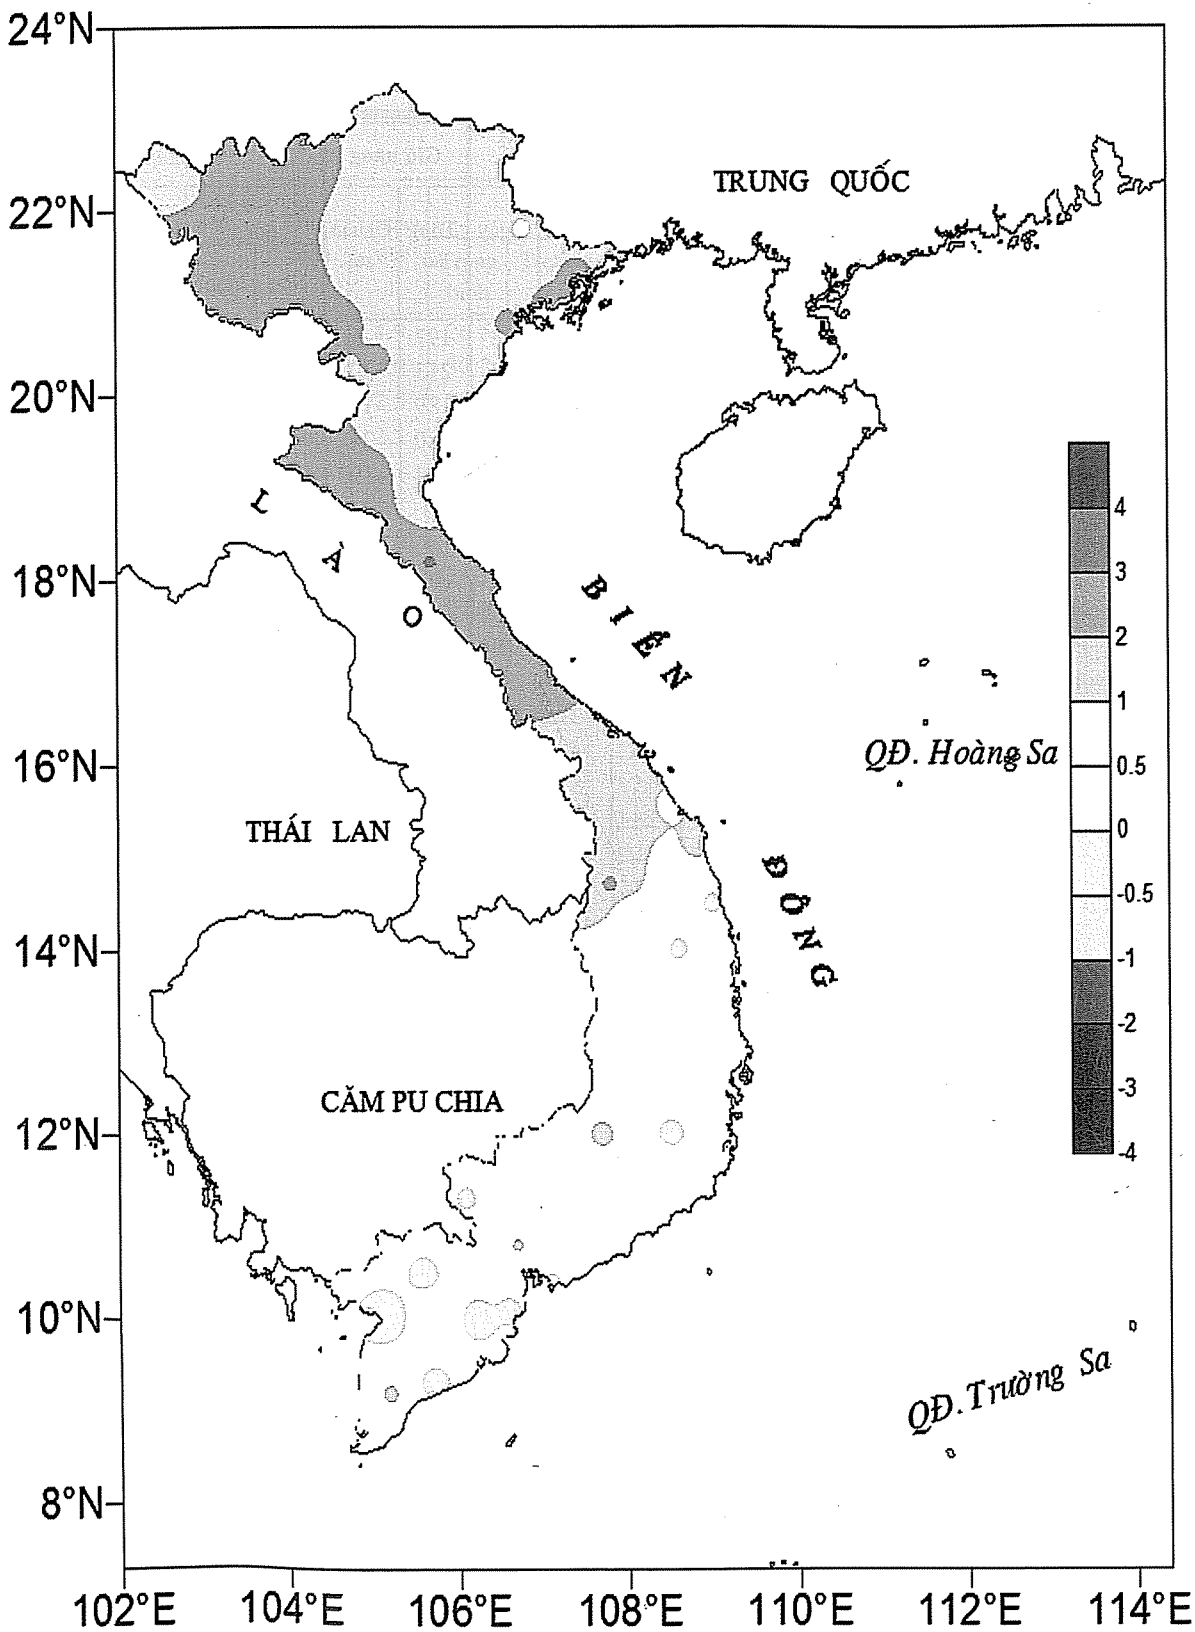 24°N
22°N
20°N
18°N
16°N
14°N
12°N
10°N
8°N
102°E 104°E 106°E 108°E 110°E 112°E 114°E
TRUNG QUỐC
L À O
BIỂN ĐÔNG
QĐ. Hoàng Sa
THÁI LAN
CĂM PU CHIA
QĐ. Trường Sa
4
3
2
1
0.5
0
-0.5
-1
-2
-3
-4